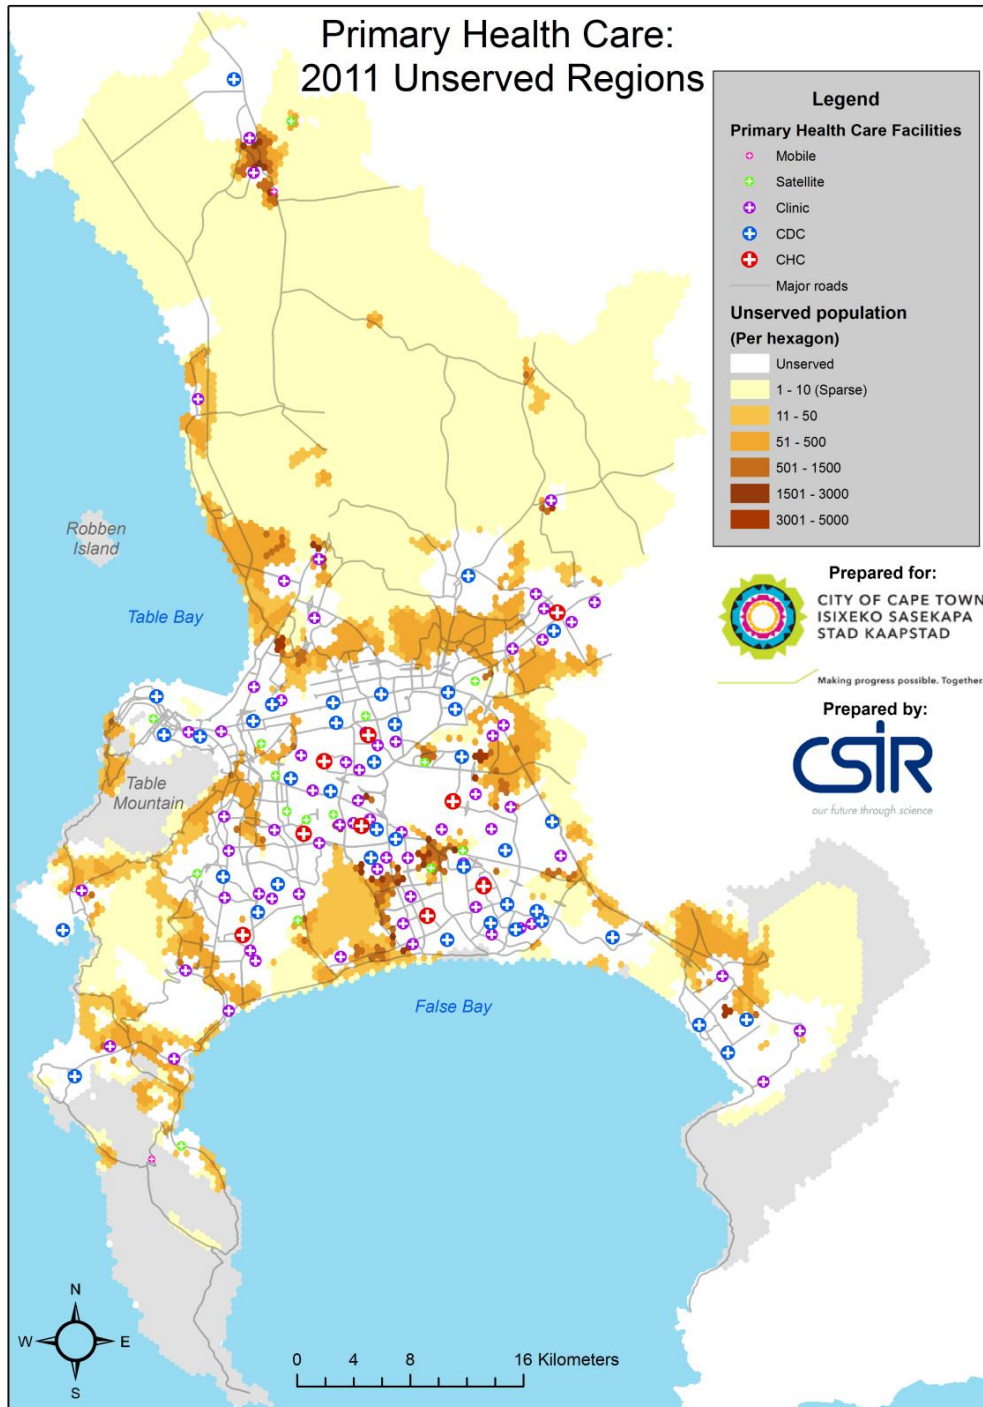 Primary Health Care:
2011 Unserved Regions
Legend
Primary Health Care Facilities
Mobile
Satellite
Clinic
CDC
CHC
Major roads
Unserved population
(Per hexagon)
Unserved
1 - 10 (Sparse)
11 - 50
51 - 500
501 - 1500
1501 - 3000
3001 - 5000
Prepared for:
CITY OF CAPE TOWN
ISIXEKO SASEKAPA
STAD KAAPSTAD
Making progress possible. Together.
Prepared by:
CSIR
our future through science
Robben
Island
Table Bay
Table
Mountain
False Bay
N
W E
S
0 4 8 16 Kilometers